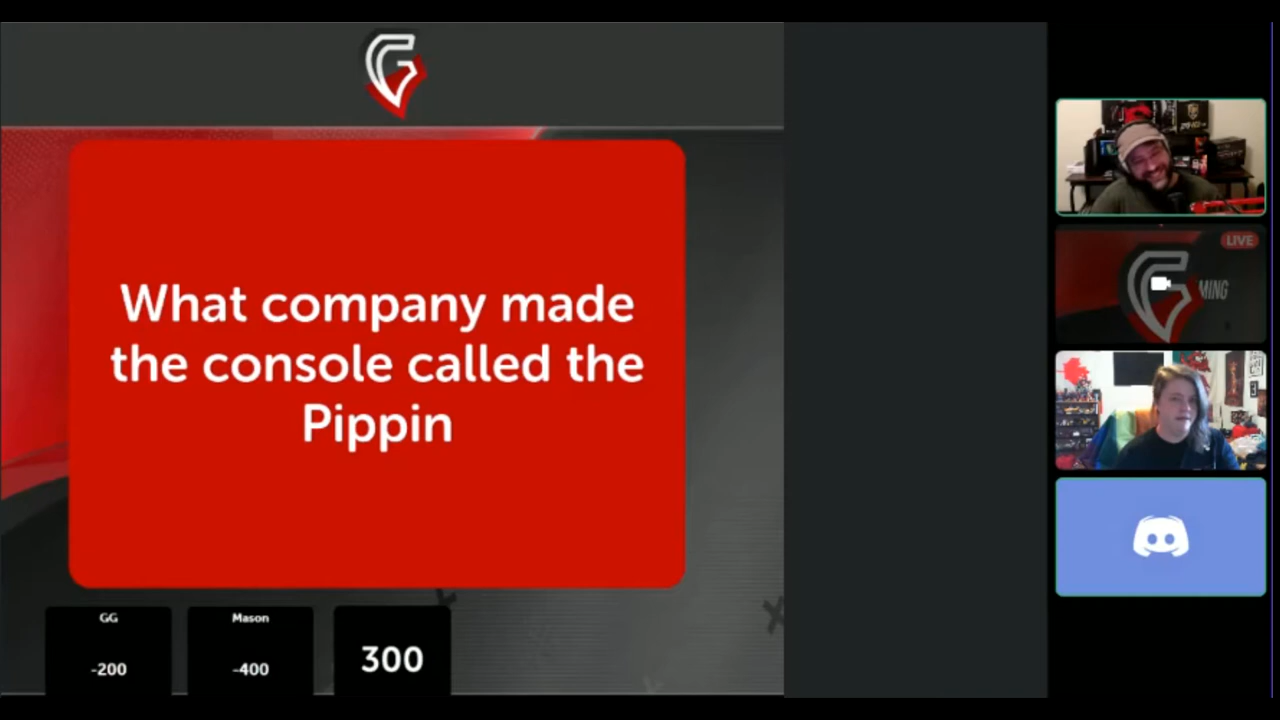 LIVE
MING
What company made
the console called the
Pippin
GG
-200
Mason
-400
300